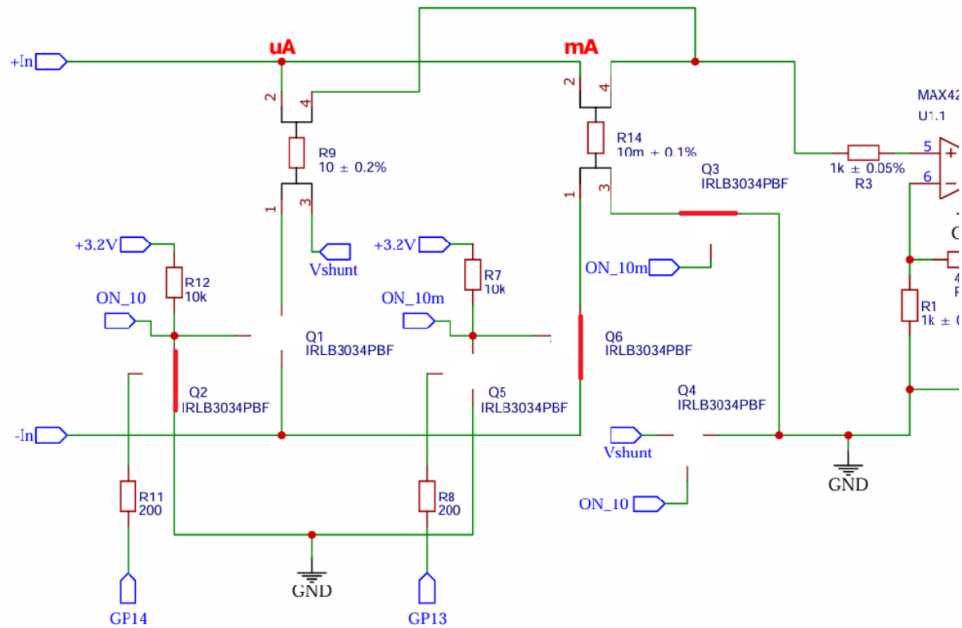 uA
mA
+In
2
4
2
4
MAX42
U1.1
R9
10 ± 0.2%
R14
10m ± 0.1%
1k ± 0.05%
R3
5
6
1
3
1
3
Q3
IRLB3034PBF
+3.2V
Vshunt
+3.2V
ON_10m
R12
10k
R7
10k
ON_10
ON_10m
R1
1k ± 0
Q1
IRLB3034PBF
Q6
IRLB3034PBF
Q2
IRLB3034PBF
Q5
IRLB3034PBF
Q4
IRLB3034PBF
-In
Vshunt
GND
R11
200
R8
200
ON_10
GND
GP14
GP13